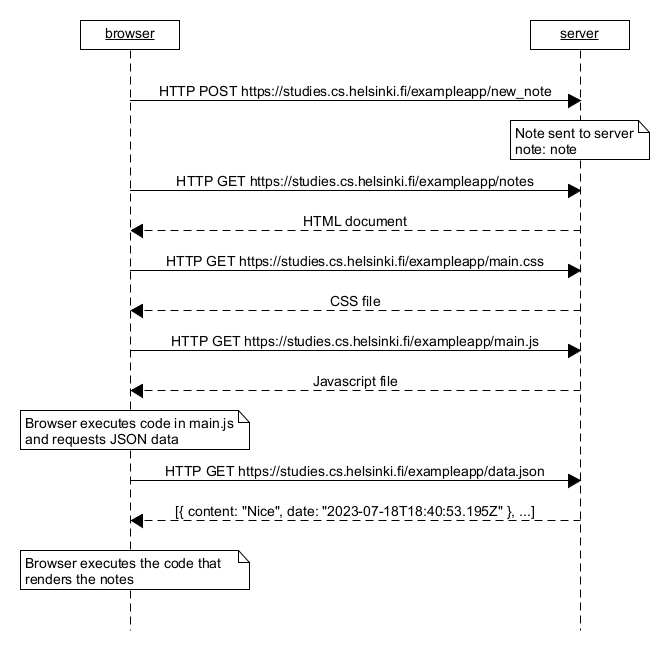 browser
server
HTTP POST https://studies.cs.helsinki.fi/exampleapp/new_note
Note sent to server
note: note
HTTP GET https://studies.cs.helsinki.fi/exampleapp/notes
HTML document
HTTP GET https://studies.cs.helsinki.fi/exampleapp/main.css
CSS file
HTTP GET https://studies.cs.helsinki.fi/exampleapp/main.js
Javascript file
Browser executes code in main.js
and requests JSON data
HTTP GET https://studies.cs.helsinki.fi/exampleapp/data.json
[{ content: "Nice", date: "2023-07-18T18:40:53.195Z" }, ...]
Browser executes the code that
renders the notes